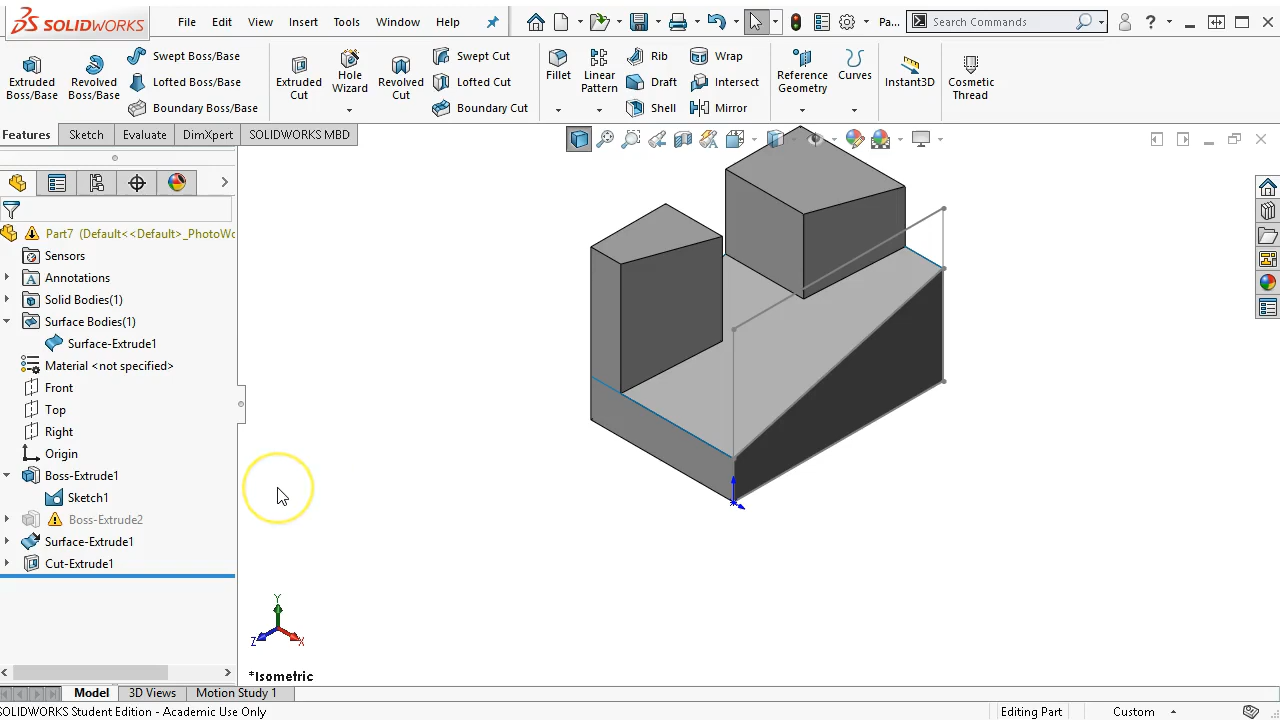 SOLIDWORKS
File Edit View Insert Tools Window Help Pa... Search Commands
Extruded Boss/Base
Revolved Boss/Base
Swept Boss/Base
Lofted Boss/Base
Boundary Boss/Base
Extruded Cut
Hole Wizard
Revolved Cut
Swept Cut
Lofted Cut
Boundary Cut
Fillet
Linear Pattern
Rib
Draft
Shell
Wrap
Intersect
Mirror
Reference Geometry
Curves
Instant3D
Cosmetic Thread
Features Sketch Evaluate DimXpert SOLIDWORKS MBD
Part7 (Default<<Default>_PhotoWo
Sensors
Annotations
Solid Bodies(1)
Surface Bodies(1)
Surface-Extrude1
Material <not specified>
Front
Top
Right
Origin
Boss-Extrude1
Sketch1
Boss-Extrude2
Surface-Extrude1
Cut-Extrude1
Y
Z X
*Isometric
Model 3D Views Motion Study 1
SOLIDWORKS Student Edition - Academic Use Only Editing Part Custom